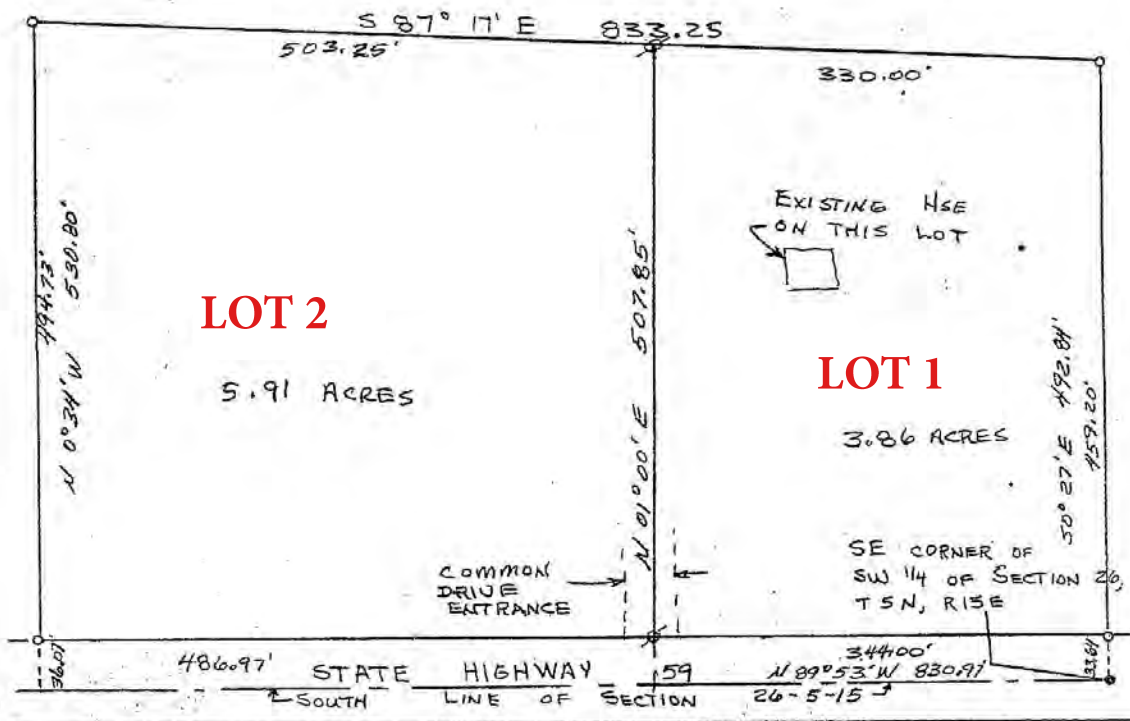 S 87° 17' E 833.25
503.25'
330.00'
EXISTING HSE
ON THIS LOT
494.73'
N 0°34'W 530.80'
N 01°00'E 507.85'
LOT 2
5.91 ACRES
LOT 1
3.86 ACRES
S0°27'E 492.84'
459.20'
COMMON
DRIVE
ENTRANCE
SE CORNER OF
SW 1/4 OF SECTION 26,
T 5 N, R15E
36.07'
486.97'
STATE HIGHWAY 59
344.00'
N 89°53'W 830.97'
33.64
SOUTH LINE OF SECTION 26-5-15